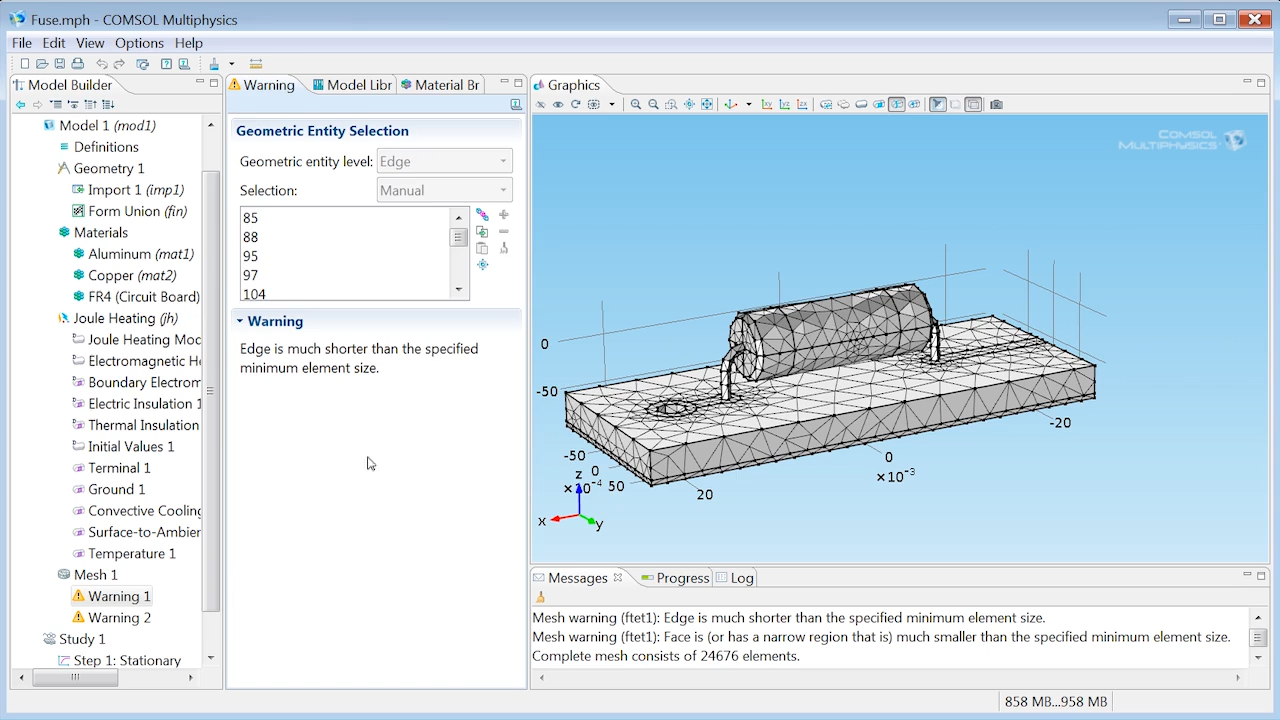 Fuse.mph - COMSOL Multiphysics
File Edit View Options Help
Model Builder
Model 1 (mod1)
Definitions
Geometry 1
Import 1 (imp1)
Form Union (fin)
Materials
Aluminum (mat1)
Copper (mat2)
FR4 (Circuit Board)
Joule Heating (jh)
Joule Heating Moc
Electromagnetic He
Boundary Electrom
Electric Insulation 1
Thermal Insulation
Initial Values 1
Terminal 1
Ground 1
Convective Cooling
Surface-to-Ambier
Temperature 1
Mesh 1
Warning 1
Warning 2
Study 1
Step 1: Stationary
Warning Model Libr Material Br
Geometric Entity Selection
Geometric entity level: Edge
Selection: Manual
85
88
95
97
104
Warning
Edge is much shorter than the specified
minimum element size.
Graphics
COMSOL
MULTIPHYSICS
0
-50
-50
0
50
×10⁻⁴
20
0
×10⁻³
-20
z
x
y
Messages Progress Log
Mesh warning (ftet1): Edge is much shorter than the specified minimum element size.
Mesh warning (ftet1): Face is (or has a narrow region that is) much smaller than the specified minimum element size.
Complete mesh consists of 24676 elements.
858 MB...958 MB